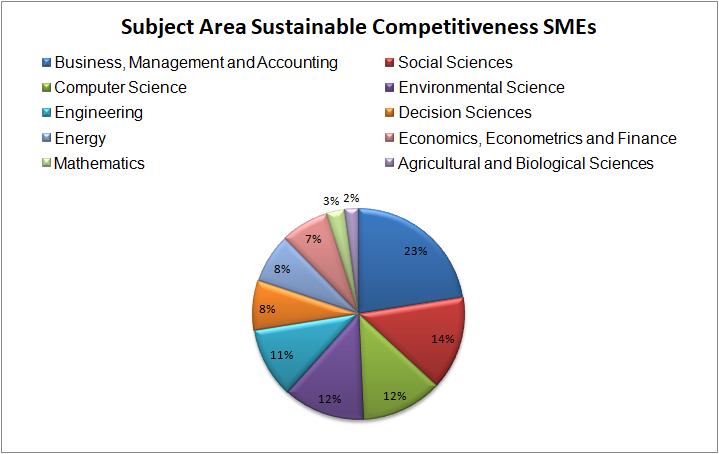 Subject Area Sustainable Competitiveness SMEs
Business, Management and Accounting
Social Sciences
Computer Science
Environmental Science
Engineering
Decision Sciences
Energy
Economics, Econometrics and Finance
Mathematics
Agricultural and Biological Sciences
3%
2%
7%
23%
8%
8%
14%
11%
12%
12%